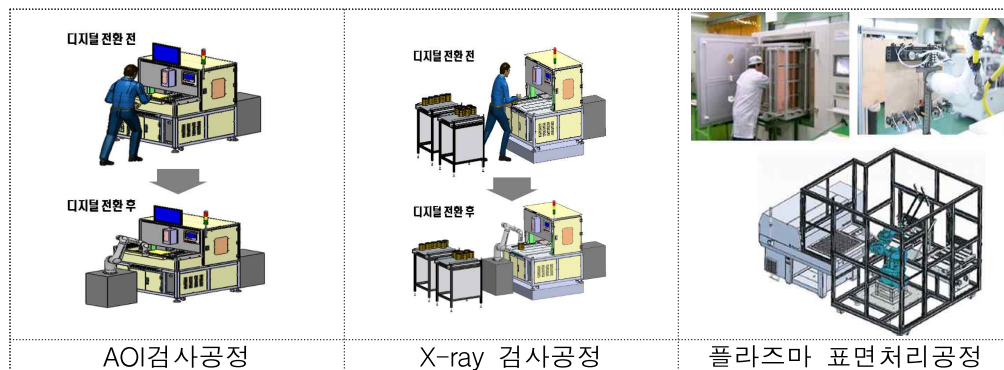 디지털 전환 전
디지털 전환 후
디지털 전환 전
디지털 전환 후
AOI검사공정
X-ray 검사공정
플라즈마 표면처리공정